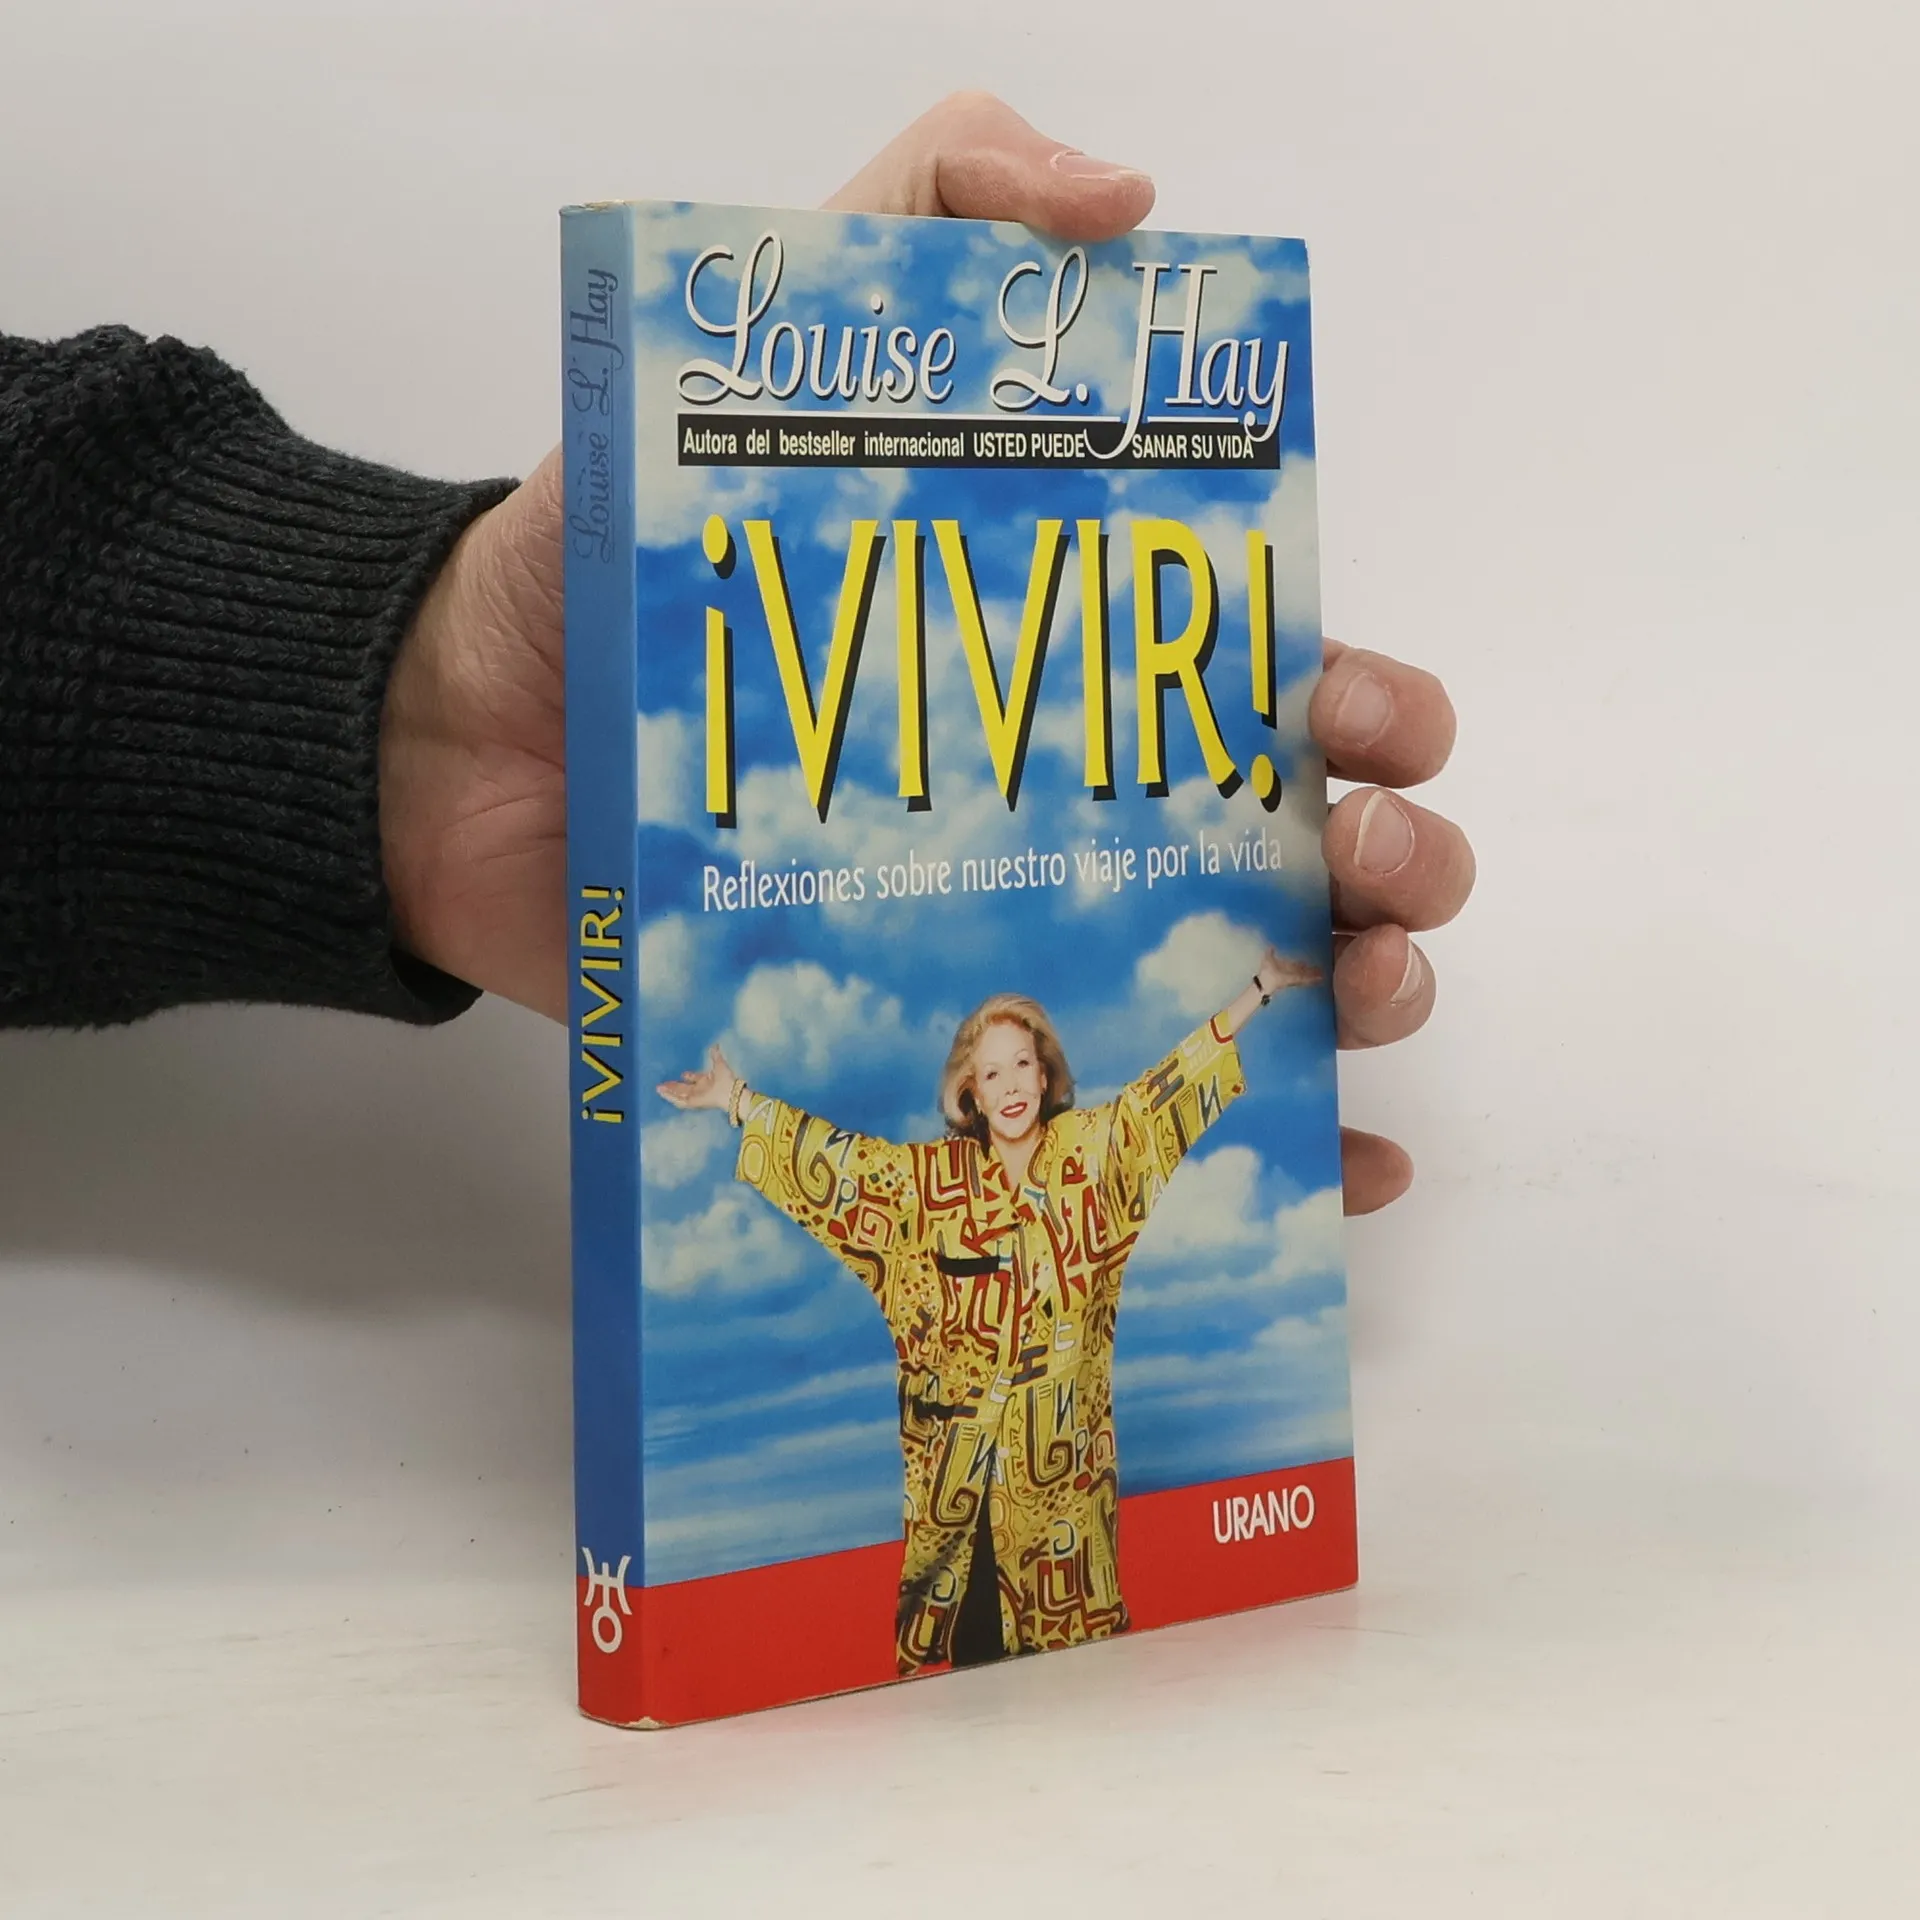 Louise L. Hay
Autora del bestseller internacional USTED PUEDE SANAR SU VIDA
¡VIVIR!
Reflexiones sobre nuestro viaje por la vida
URANO
Louise L. Hay
¡VIVIR!